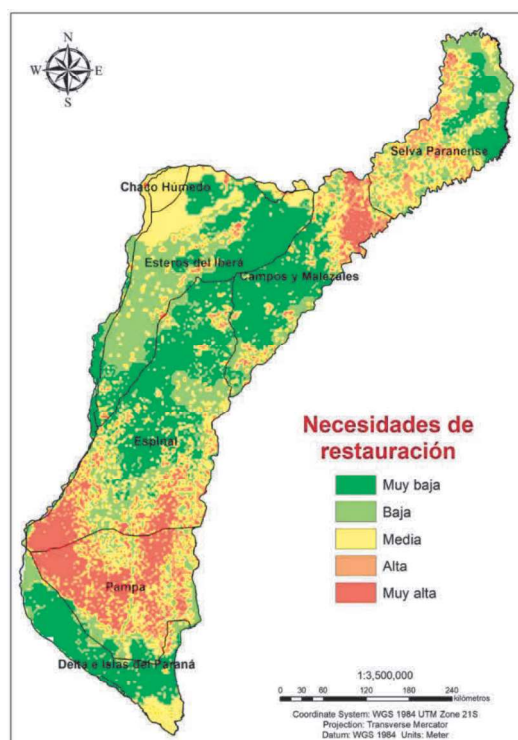 N
W E
S
Selva Paranense
Chaco Húmedo
Esteros del Iberá
Campos y Malezales
Espinal
Pampa
Delta e Islas del Paraná
Necesidades de
restauración
Muy baja
Baja
Media
Alta
Muy alta
1:3,500,000
0 15 30 60 90 120 180 240
kilómetros
Coordinate System: WGS 1984 UTM Zone 21S
Projection: Transverse Mercator
Datum: WGS 1984 Units: Meter